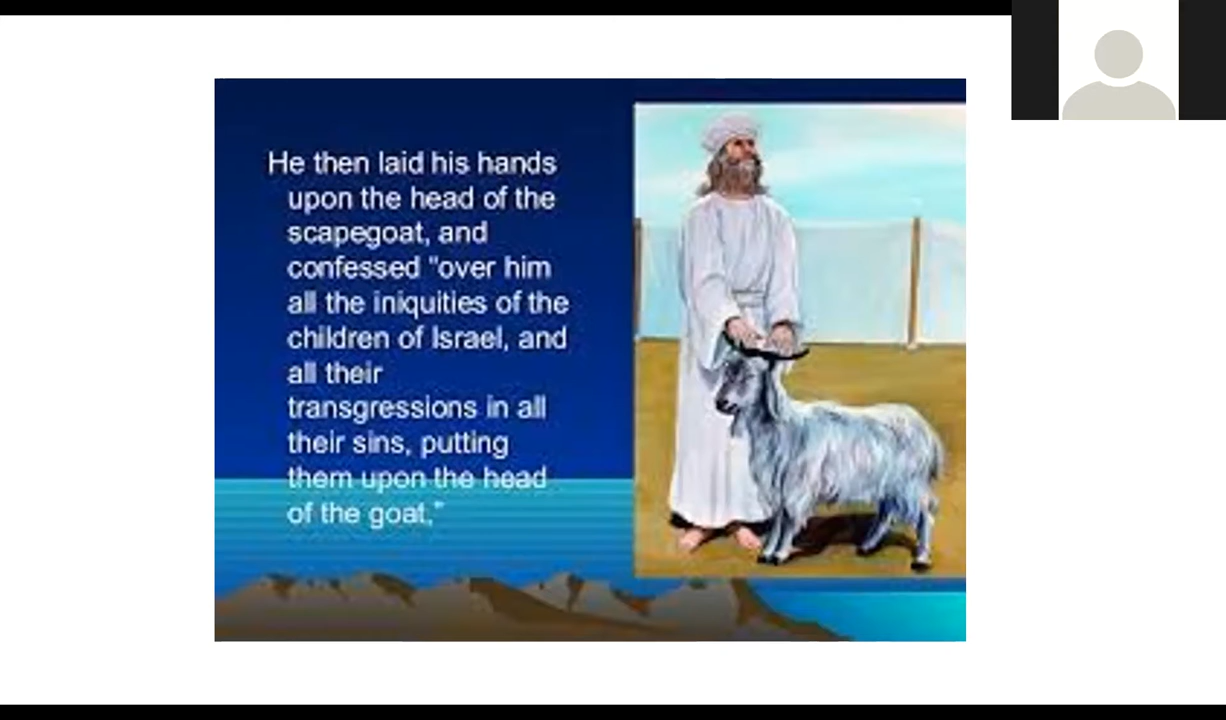 He then laid his hands
upon the head of the
scapegoat, and
confessed "over him
all the iniquities of the
children of Israel, and
all their
transgressions in all
their sins, putting
them upon the head
of the goat,"